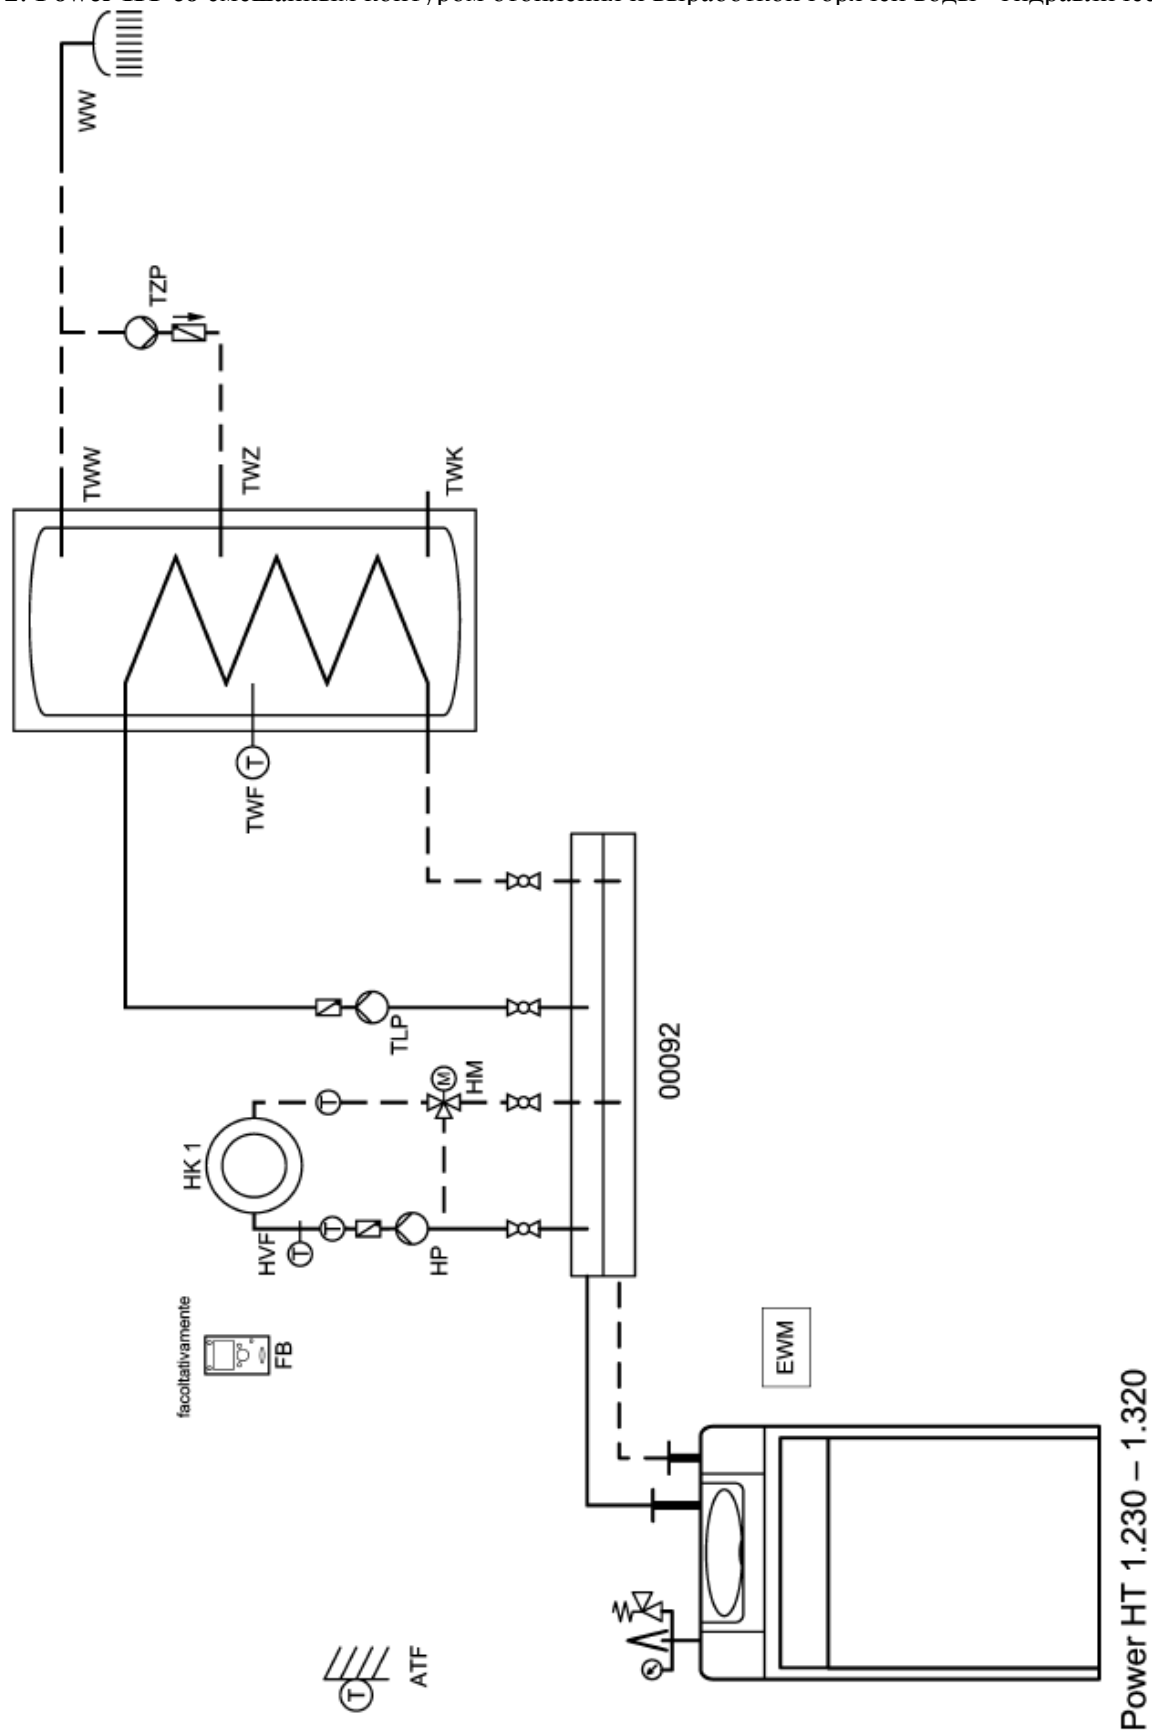 WW
TZP
TWW
TWZ
TWK
T
TWF
TLP
M
HM
T
HK 1
00092
T
HVF
T
HP
facoltativamente
FB
EWM
T
ATF
Power HT 1.230 – 1.320